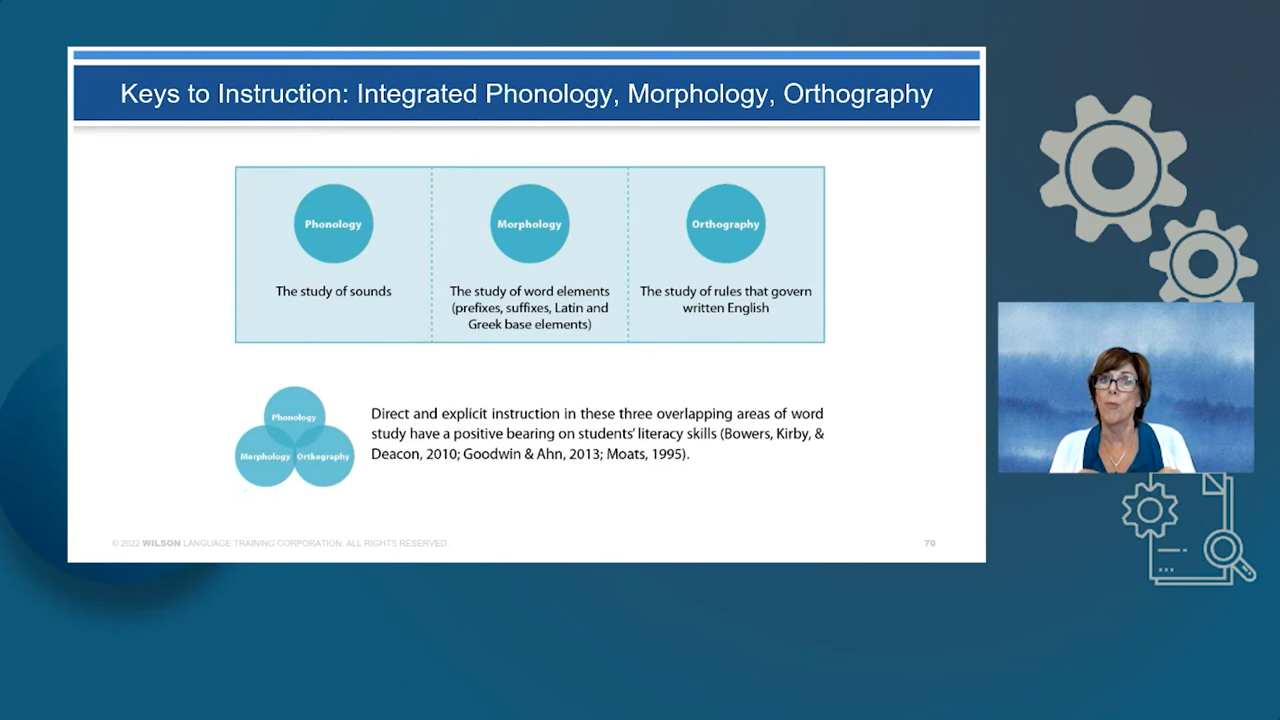 Keys to Instruction: Integrated Phonology, Morphology, Orthography
Phonology
Morphology
Orthography
The study of sounds
The study of word elements
(prefixes, suffixes, Latin and
Greek base elements)
The study of rules that govern
written English
Phonology
Morphology
Orthography
Direct and explicit instruction in these three overlapping areas of word
study have a positive bearing on students' literacy skills (Bowers, Kirby, &
Deacon, 2010; Goodwin & Ahn, 2013; Moats, 1995).
© 2022 WILSON LANGUAGE TRAINING CORPORATION. ALL RIGHTS RESERVED.
70